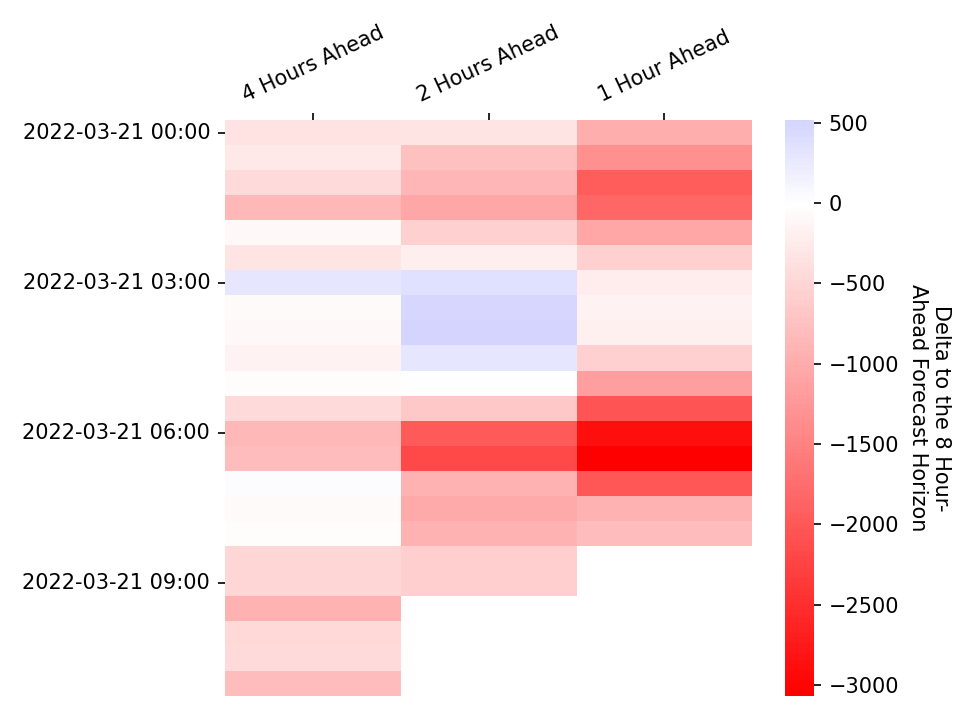 4 Hours Ahead
2 Hours Ahead
1 Hour Ahead
2022-03-21 00:00
2022-03-21 03:00
2022-03-21 06:00
2022-03-21 09:00
500
0
−500
−1000
−1500
−2000
−2500
−3000
Delta to the 8 Hour-
Ahead Forecast Horizon